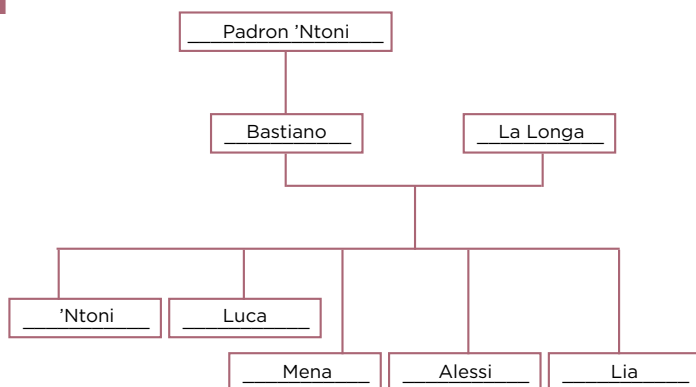 Padron ’Ntoni
Bastiano
La Longa
’Ntoni
Luca
Mena
Alessi
Lia